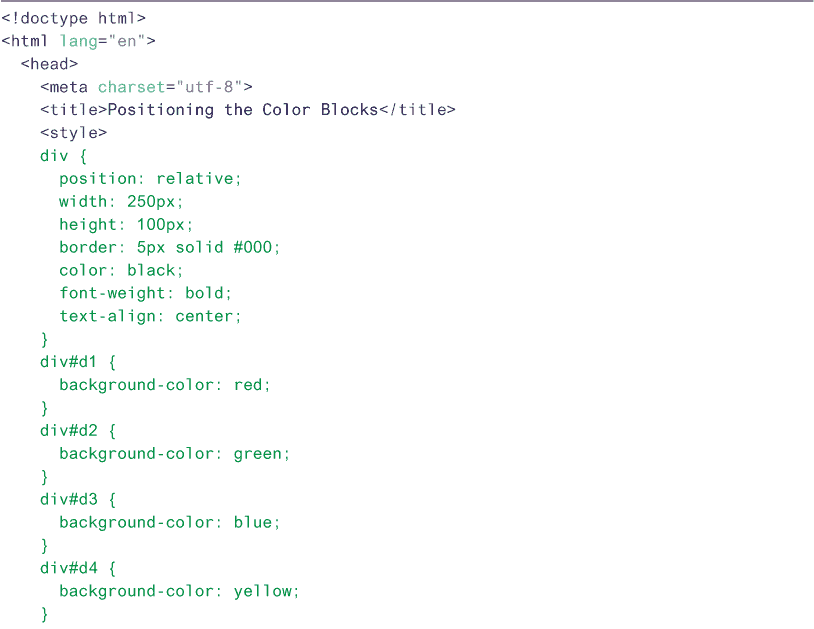 <!doctype html>
<html lang="en">
  <head>
    <meta charset="utf-8">
    <title>Positioning the Color Blocks</title>
    <style>
    div {
      position: relative;
      width: 250px;
      height: 100px;
      border: 5px solid #000;
      color: black;
      font-weight: bold;
      text-align: center;
    }
    div#d1 {
      background-color: red;
    }
    div#d2 {
      background-color: green;
    }
    div#d3 {
      background-color: blue;
    }
    div#d4 {
      background-color: yellow;
    }